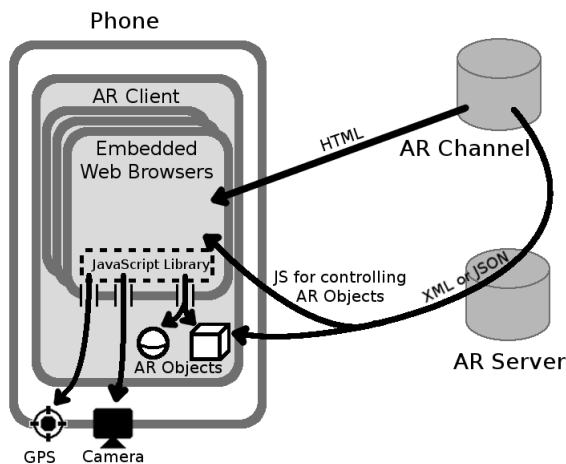 Phone
AR Client
Embedded
Web Browsers
JavaScript Library
AR Objects
GPS
Camera
HTML
AR Channel
JS for controlling
AR Objects
XML or JSON
AR Server